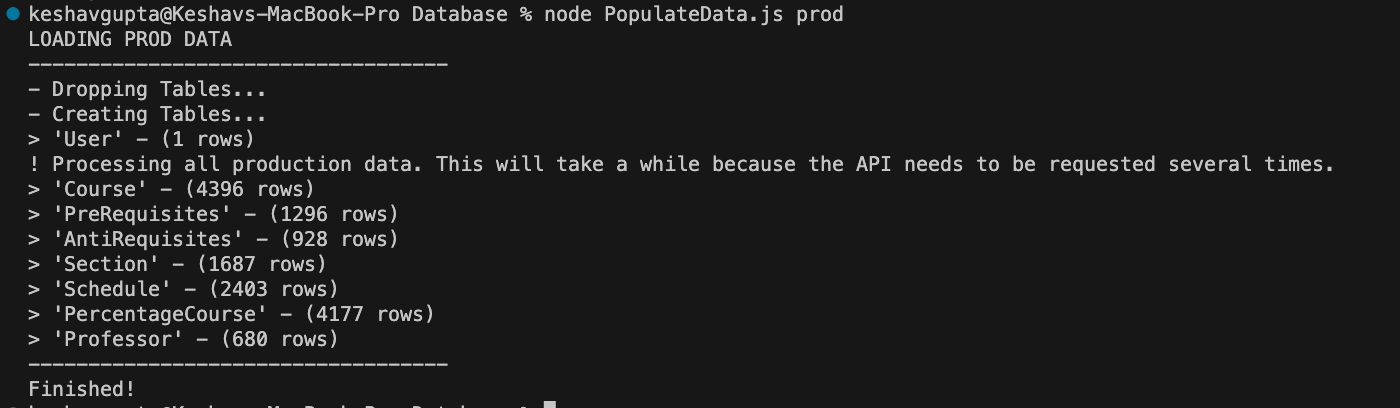 keshavgupta@Keshavs-MacBook-Pro Database % node PopulateData.js prod
LOADING PROD DATA
-----------------------------------
- Dropping Tables...
- Creating Tables...
> 'User' - (1 rows)
! Processing all production data. This will take a while because the API needs to be requested several times.
> 'Course' - (4396 rows)
> 'PreRequisites' - (1296 rows)
> 'AntiRequisites' - (928 rows)
> 'Section' - (1687 rows)
> 'Schedule' - (2403 rows)
> 'PercentageCourse' - (4177 rows)
> 'Professor' - (680 rows)
-----------------------------------
Finished!